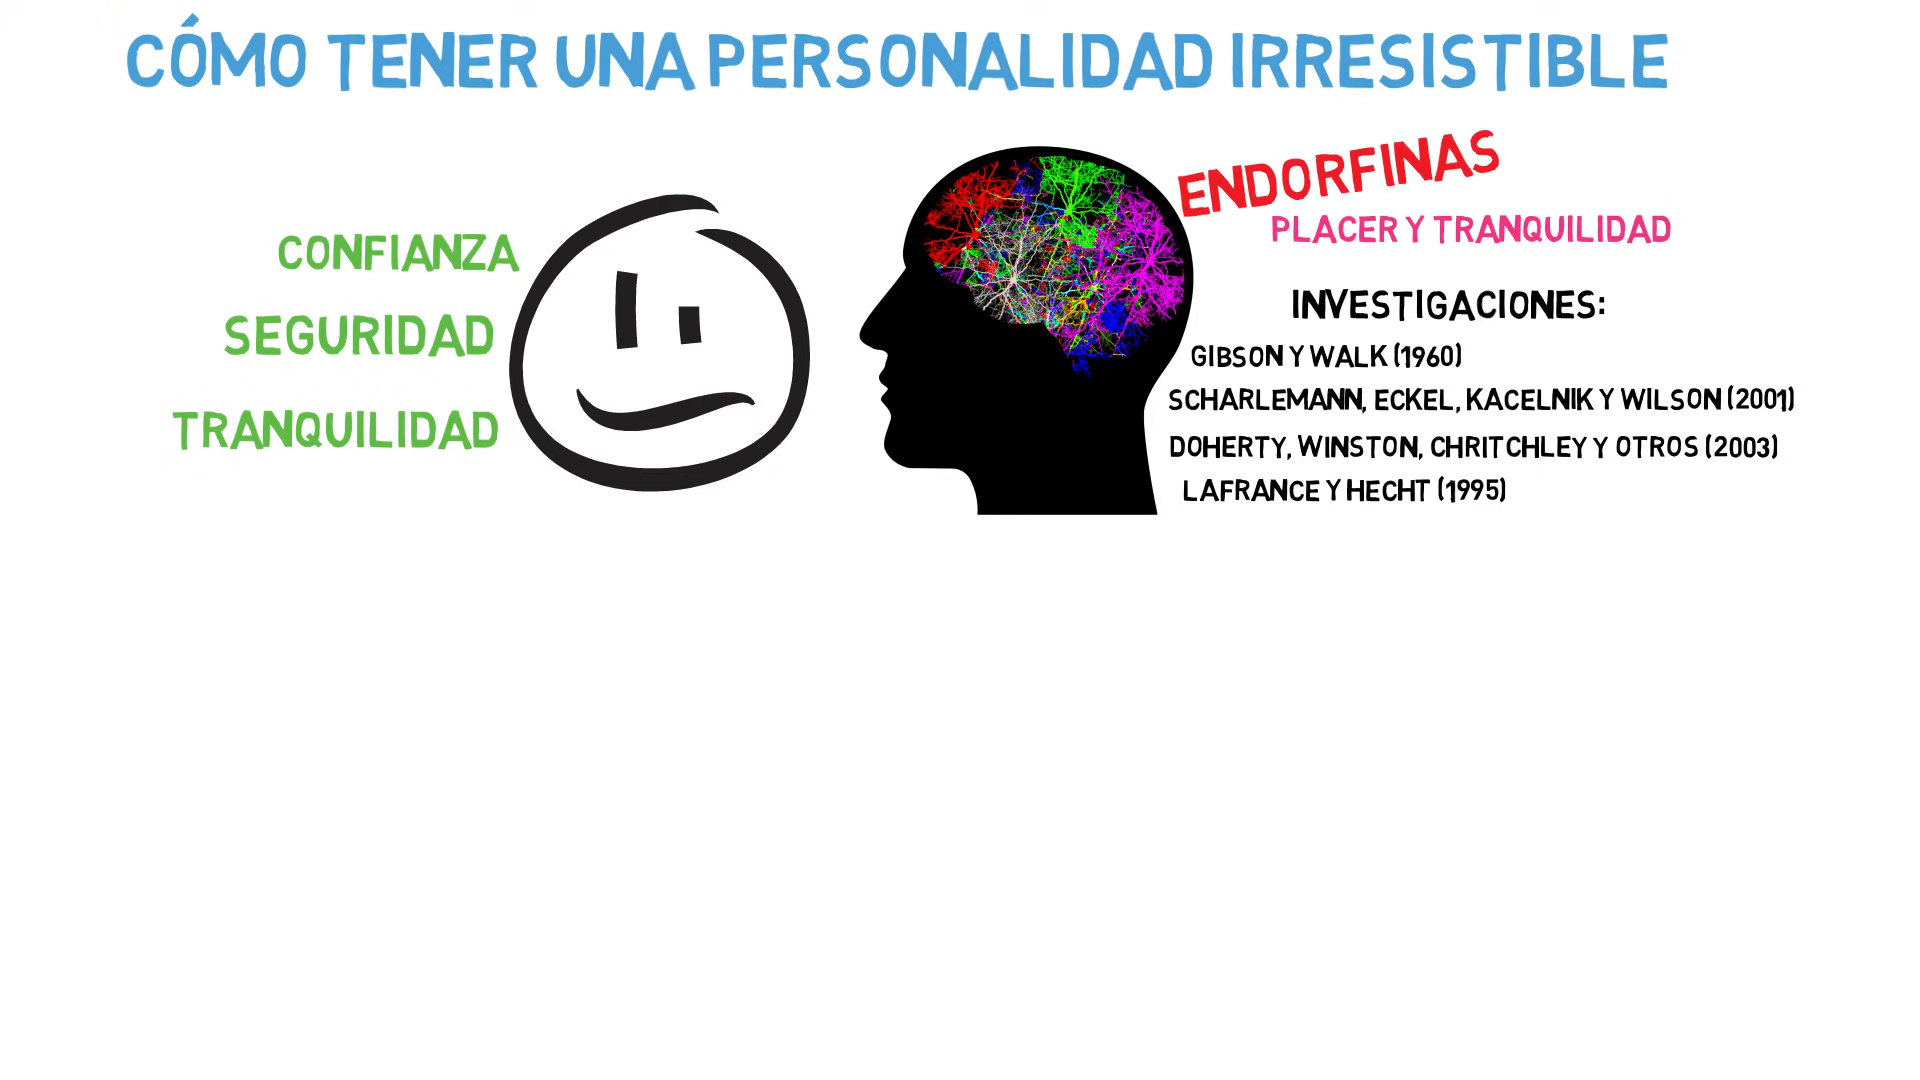 CÓMO TENER UNA PERSONALIDAD IRRESISTIBLE
CONFIANZA
SEGURIDAD
TRANQUILIDAD
ENDORFINAS
PLACER Y TRANQUILIDAD
INVESTIGACIONES:
GIBSON Y WALK (1960)
SCHARLEMANN, ECKEL, KACELNIK Y WILSON (2001)
DOHERTY, WINSTON, CHRITCHLEY Y OTROS (2003)
LAFRANCE Y HECHT (1995)